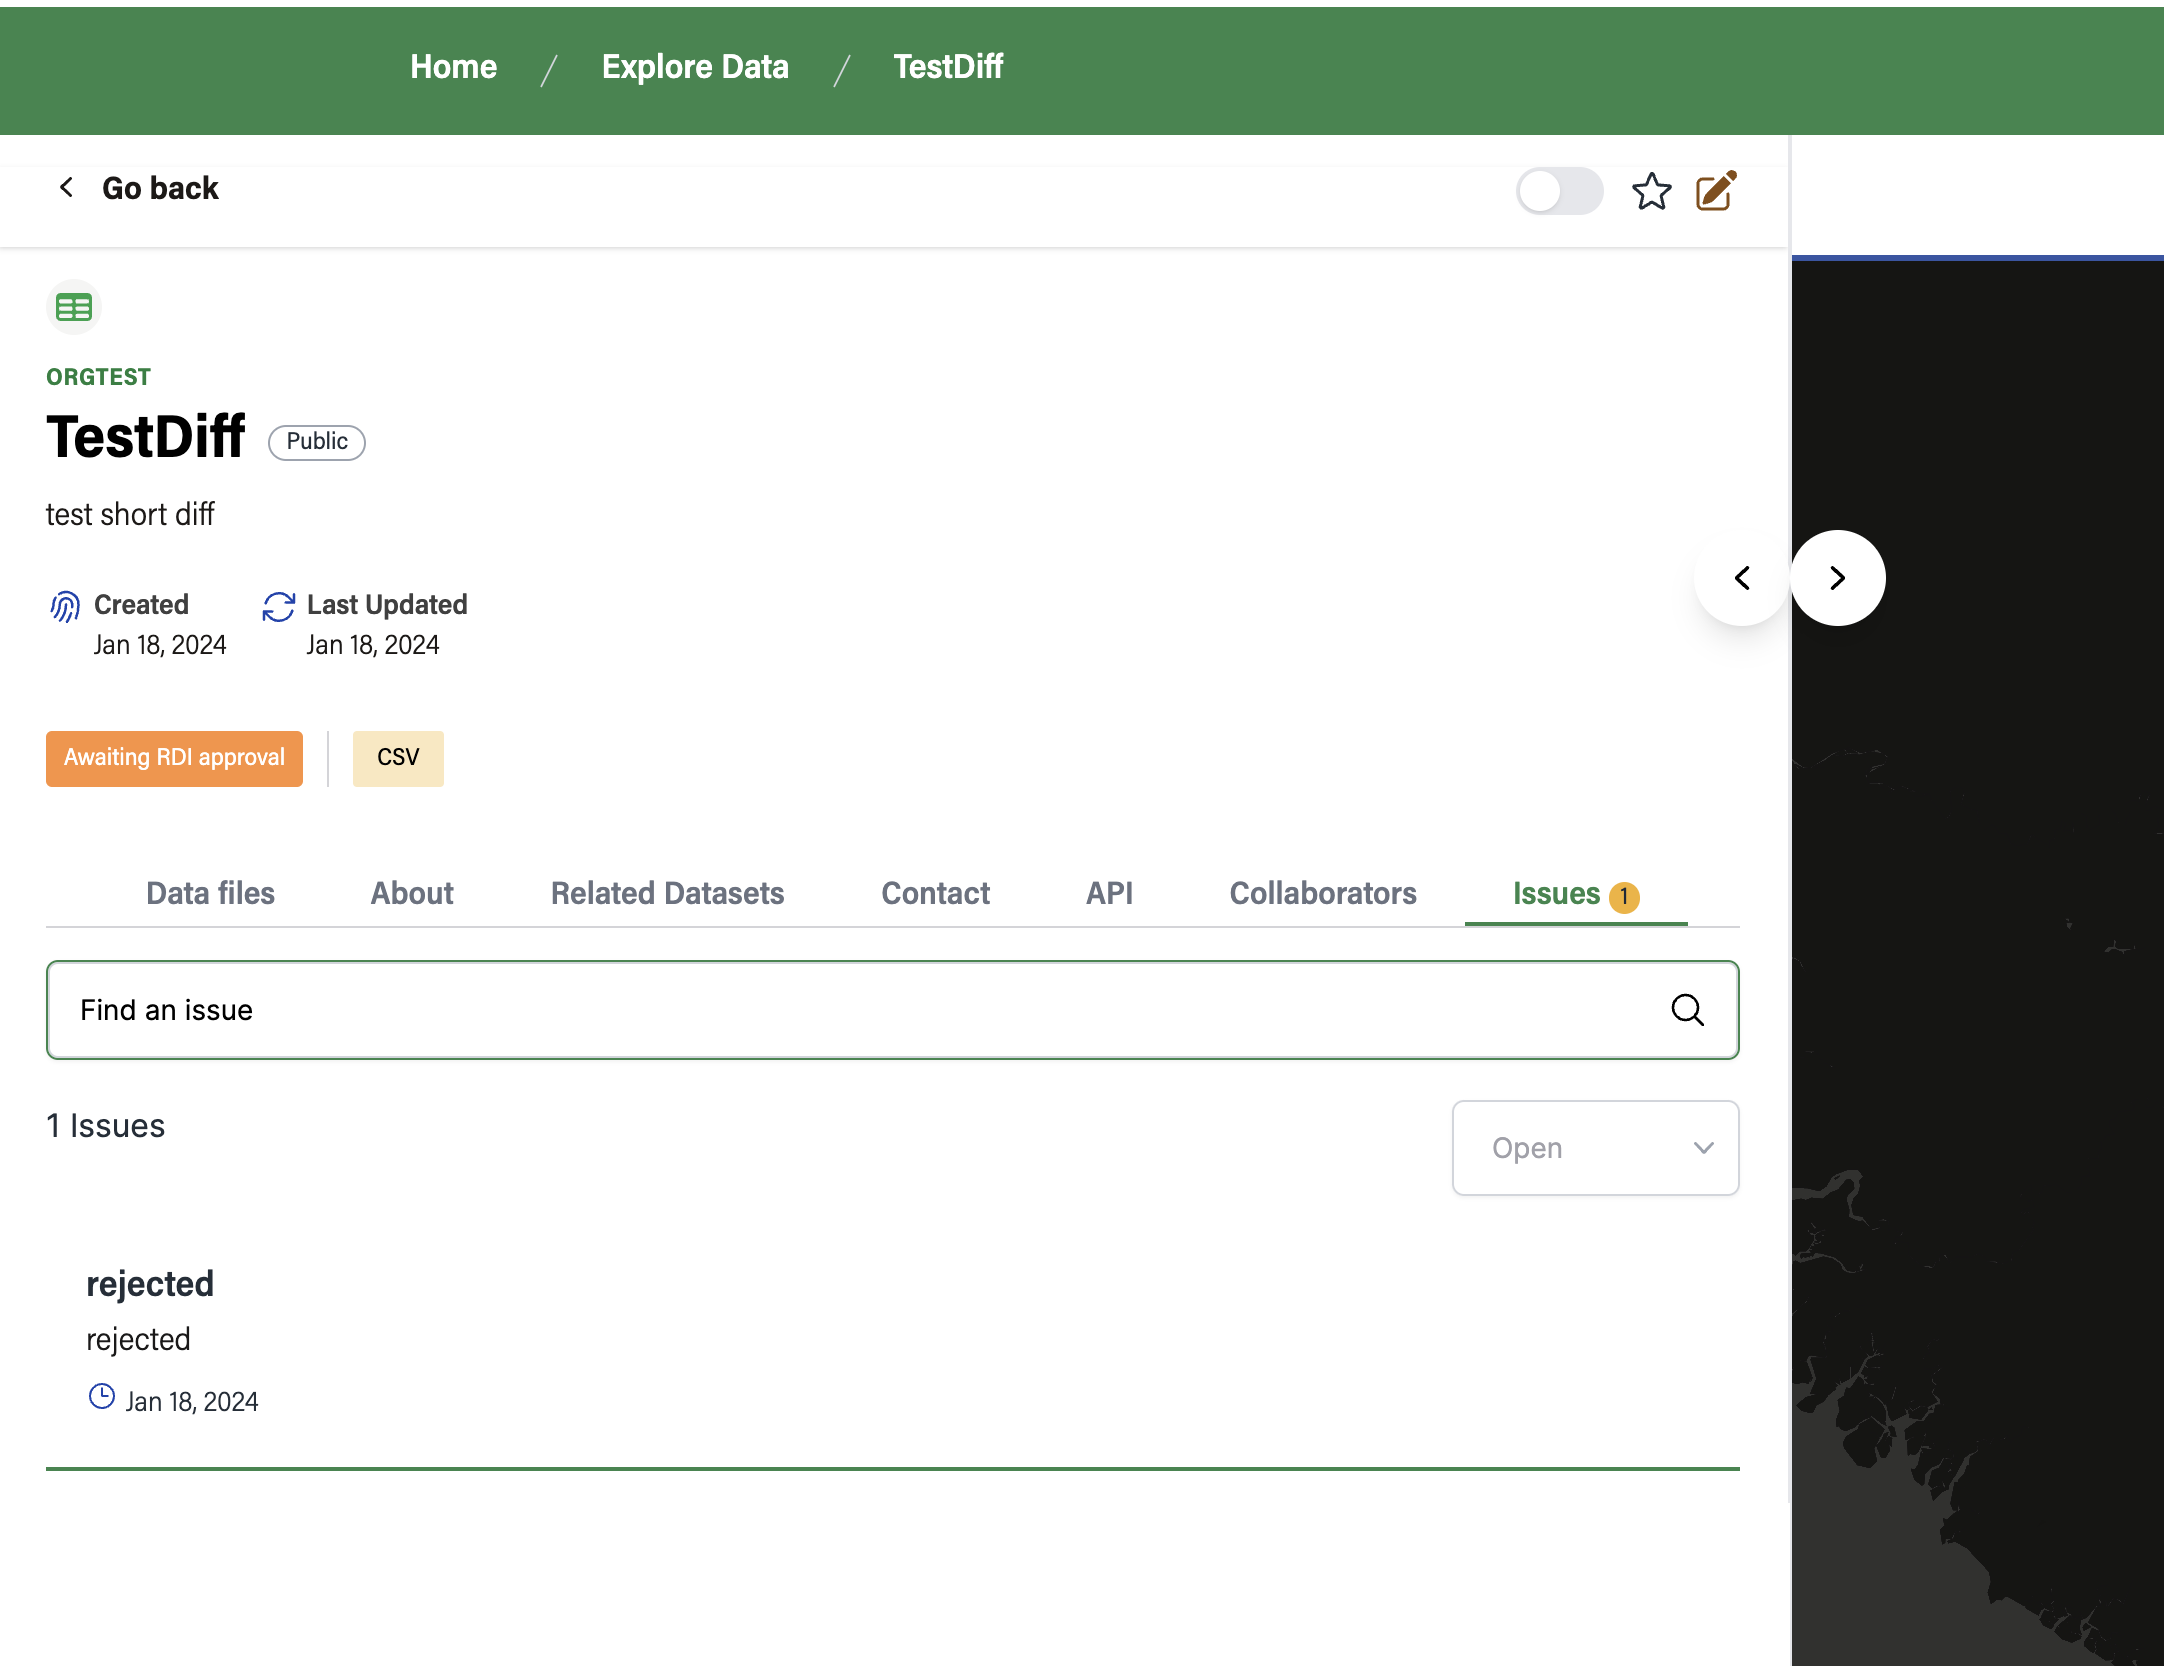 Home / Explore Data / TestDiff
Go back
ORGTEST
TestDiff Public
test short diff
Created Last Updated
Jan 18, 2024 Jan 18, 2024
Awaiting RDI approval CSV
Data files About Related Datasets Contact API Collaborators Issues 1
Find an issue
1 Issues
Open
rejected
rejected
Jan 18, 2024